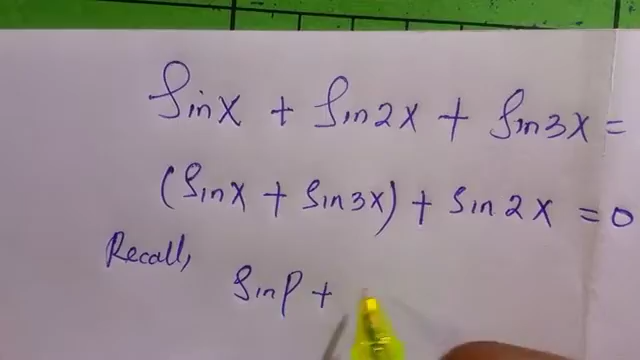 Sinx + Sin2x + Sin3x =
(Sinx + Sin3x) + Sin2x = 0
Recall,
Sinp +